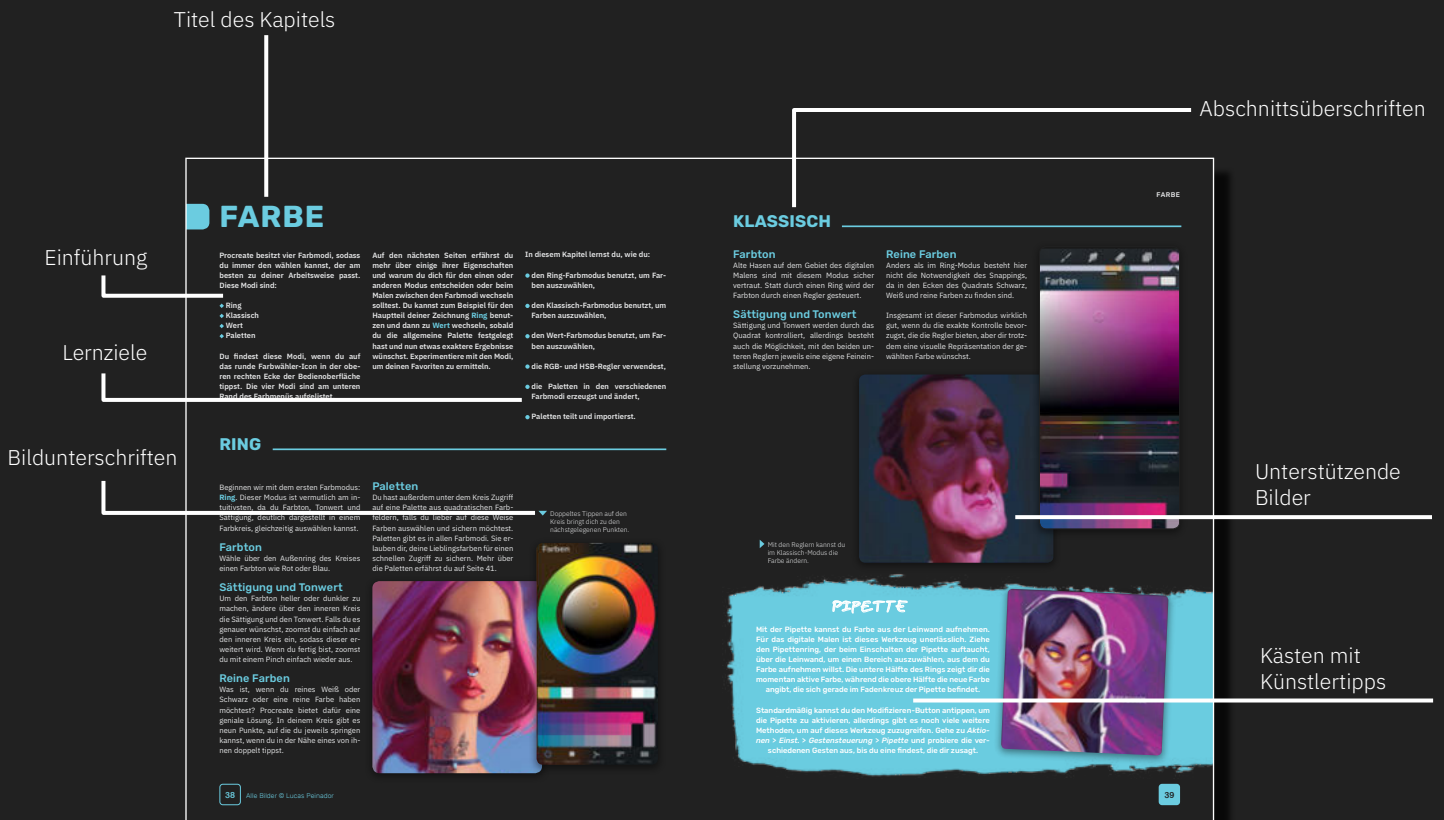 Titel des Kapitels
Abschnittsüberschriften
Einführung
Lernziele
Bildunterschriften
Unterstützende
Bilder
Kästen mit
Künstlertipps
FARBE
Procreate besitzt vier Farbmodi, sodass
du immer den wählen kannst, der am
besten zu deiner Arbeitsweise passt.
Diese Modi sind:
Ring
Klassisch
Wert
Paletten
Du findest diese Modi, wenn du auf
das runde Farbwähler-Icon in der obe-
ren rechten Ecke der Bedienoberfläche
tippst. Die vier Modi sind am unteren
Rand des Farbmenüs aufgelistet.
Auf den nächsten Seiten erfährst du
mehr über einige ihrer Eigenschaften
und warum du dich für den einen oder
anderen Modus entscheiden oder beim
Malen zwischen den Farbmodi wechseln
solltest. Du kannst zum Beispiel für den
Hauptteil deiner Zeichnung Ring benut-
zen und dann zu Wert wechseln, sobald
du die allgemeine Palette festgelegt
hast und nun etwas exaktere Ergebnisse
wünschst. Experimentiere mit den Modi,
um deinen Favoriten zu ermitteln.
In diesem Kapitel lernst du, wie du:
den Ring-Farbmodus benutzt, um Far-
ben auszuwählen,
den Klassisch-Farbmodus benutzt, um
Farben auszuwählen,
den Wert-Farbmodus benutzt, um Far-
ben auszuwählen,
die RGB- und HSB-Regler verwendest,
die Paletten in den verschiedenen
Farbmodi erzeugst und änderst,
Paletten teilt und importierst.
RING
Beginnen wir mit dem ersten Farbmodus:
Ring. Dieser Modus ist vermutlich am in-
tuitivsten, da du Farbton, Tonwert und
Sättigung, deutlich dargestellt in einem
Farbkreis, gleichzeitig auswählen kannst.
Farbton
Wähle über den Außenring des Kreises
einen Farbton wie Rot oder Blau.
Sättigung und Tonwert
Um den Farbton heller oder dunkler zu
machen, ändere über den inneren Kreis
die Sättigung und den Tonwert. Falls du es
genauer wünschst, zoomst du einfach auf
den inneren Kreis ein, sodass dieser er-
weitert wird. Wenn du fertig bist, zoomst
du mit einem Pinch einfach wieder aus.
Reine Farben
Was ist, wenn du reines Weiß oder
Schwarz oder eine reine Farbe haben
möchtest? Procreate bietet dafür eine
geniale Lösung. In deinem Kreis gibt es
neun Punkte, auf die du jeweils springen
kannst, wenn du in der Nähe eines von ih-
nen doppelt tippst.
Paletten
Du hast außerdem unter dem Kreis Zugriff
auf eine Palette aus quadratischen Farb-
feldern, falls du lieber auf diese Weise
Farben auswählen und sichern möchtest.
Paletten gibt es in allen Farbmodi. Sie er-
lauben dir, deine Lieblingsfarben für einen
schnellen Zugriff zu sichern. Mehr über
die Paletten erfährst du auf Seite 41.
Doppeltes Tippen auf den
Kreis bringt dich zu den
nächstgelegenen Punkten.
Farben
38
Alle Bilder © Lucas Peinador
FARBE
KLASSISCH
Farbton
Alte Hasen auf dem Gebiet des digitalen
Malens sind mit diesem Modus sicher
vertraut. Statt durch einen Ring wird der
Farbton durch einen Regler gesteuert.
Sättigung und Tonwert
Sättigung und Tonwert werden durch das
Quadrat kontrolliert, allerdings besteht
auch die Möglichkeit, mit den beiden un-
teren Reglern jeweils eine eigene Feinein-
stellung vorzunehmen.
Reine Farben
Anders als im Ring-Modus besteht hier
nicht die Notwendigkeit des Snappings,
da in den Ecken des Quadrats Schwarz,
Weiß und reine Farben zu finden sind.
Insgesamt ist dieser Farbmodus wirklich
gut, wenn du die exakte Kontrolle bevor-
zugst, die die Regler bieten, aber dir trotz-
dem eine visuelle Repräsentation der ge-
wählten Farbe wünschst.
Farben
Mit den Reglern kannst du
im Klassisch-Modus die
Farbe ändern.
PIPETTE
Mit der Pipette kannst du Farbe aus der Leinwand aufnehmen.
Für das digitale Malen ist dieses Werkzeug unerlässlich. Ziehe
den Pipettenring, der beim Einschalten der Pipette auftaucht,
über die Leinwand, um einen Bereich auszuwählen, aus dem du
Farbe aufnehmen willst. Die untere Hälfte des Rings zeigt dir die
momentan aktive Farbe, während die obere Hälfte die neue Farbe
angibt, die sich gerade im Fadenkreuz der Pipette befindet.
Standardmäßig kannst du den Modifizieren-Button antippen, um
die Pipette zu aktivieren, allerdings gibt es noch viele weitere
Methoden, um auf dieses Werkzeug zuzugreifen. Gehe zu Aktio-
nen > Einst. > Gestensteuerung > Pipette und probiere die ver-
schiedenen Gesten aus, bis du eine findest, die dir zusagt.
39